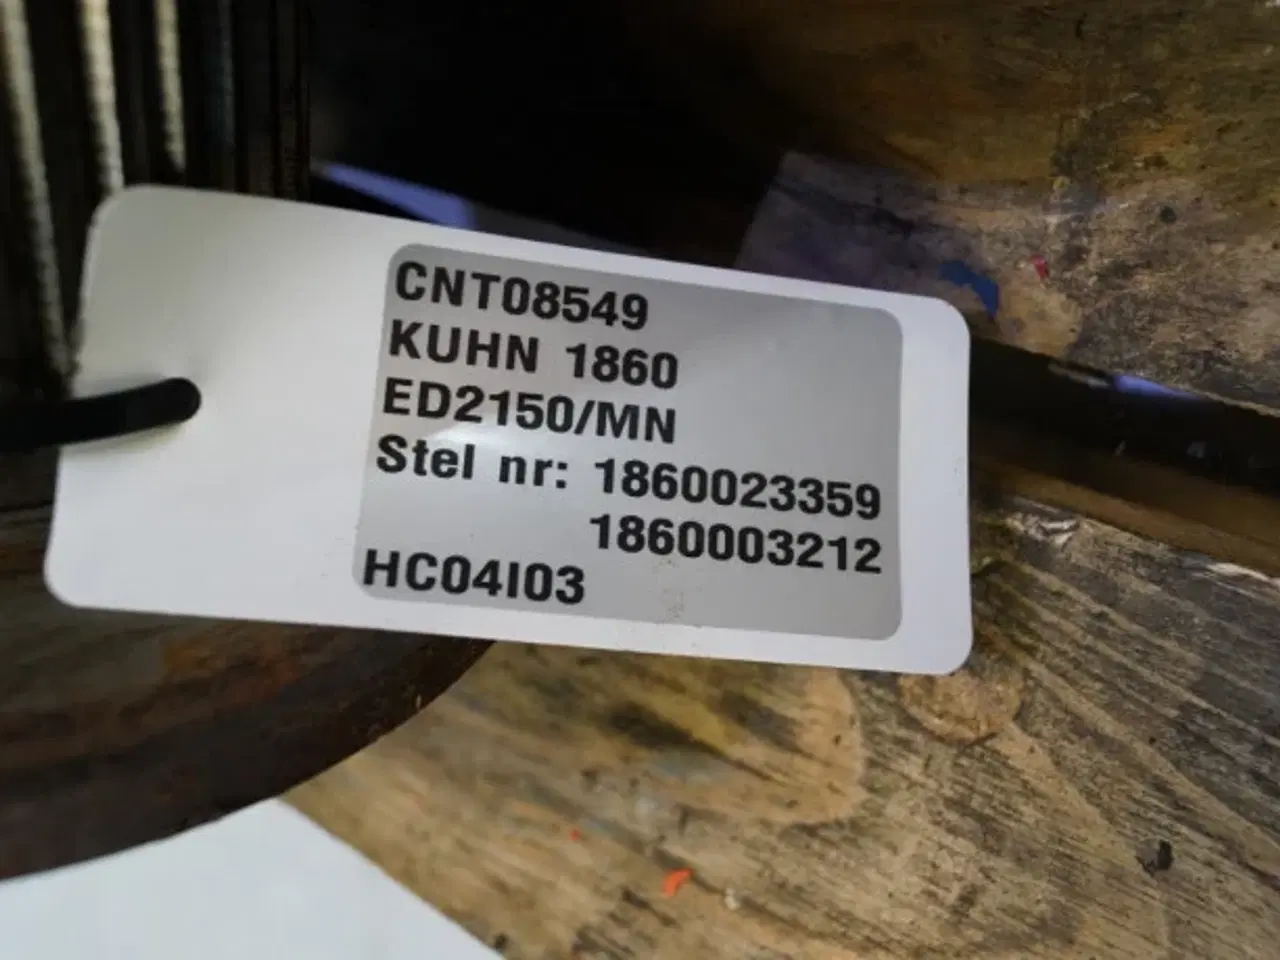 CNT08549
KUHN 1860
ED2150/MN
Stel nr: 1860023359
1860003212
HC04I03